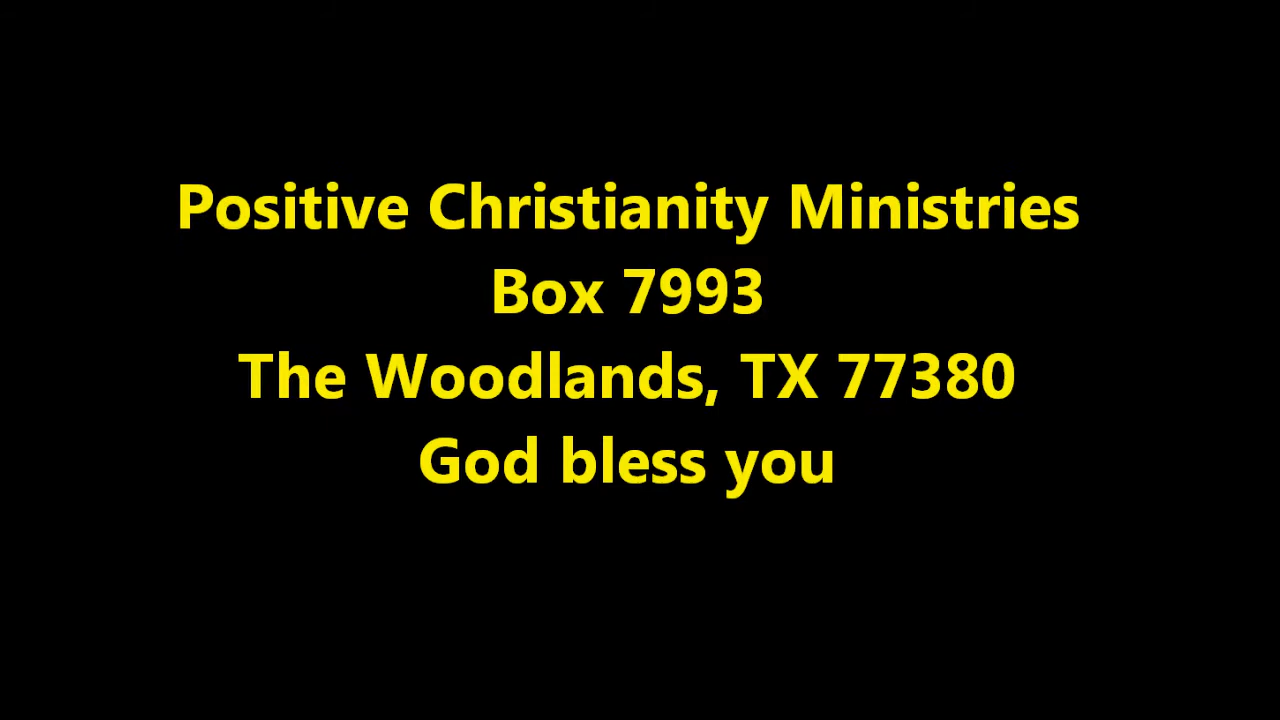 Positive Christianity Ministries
Box 7993
The Woodlands, TX 77380
God bless you